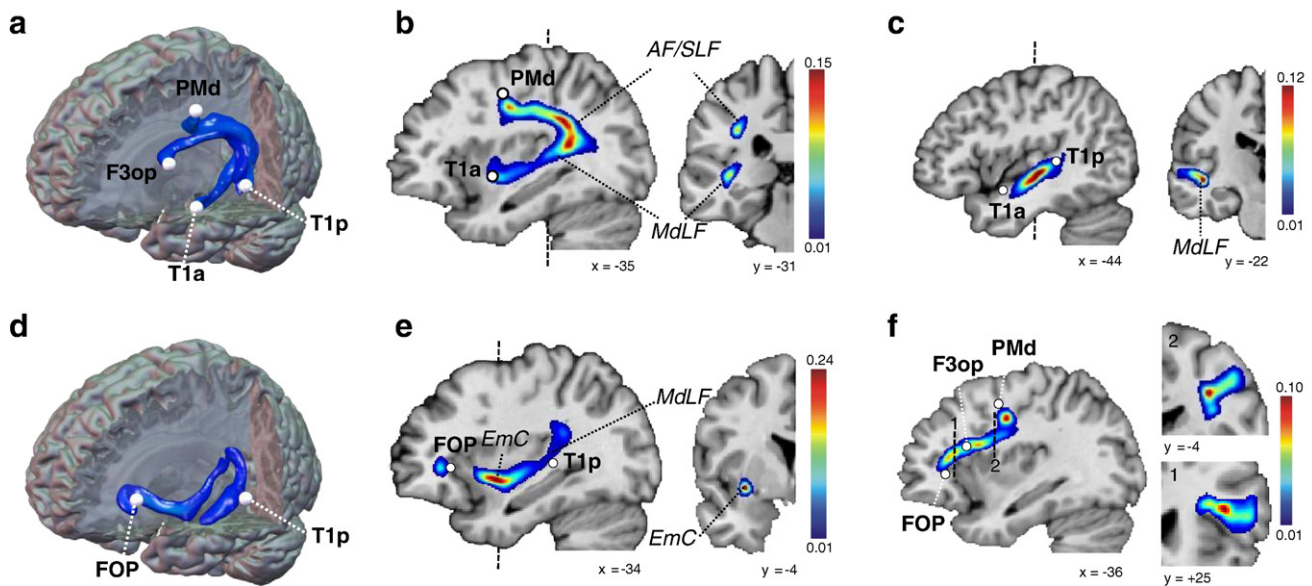 a
PMd
F3op
T1p
T1a
b
PMd
AF/SLF
T1a
MdLF
x = -35
y = -31
0.15
0.01
c
T1p
T1a
MdLF
x = -44
y = -22
0.12
0.01
d
FOP
T1p
e
FOP
EmC
MdLF
T1p
EmC
x = -34
y = -4
0.24
0.01
f
PMd
F3op
2
FOP
x = -36
2
y = -4
1
y = +25
0.10
0.01